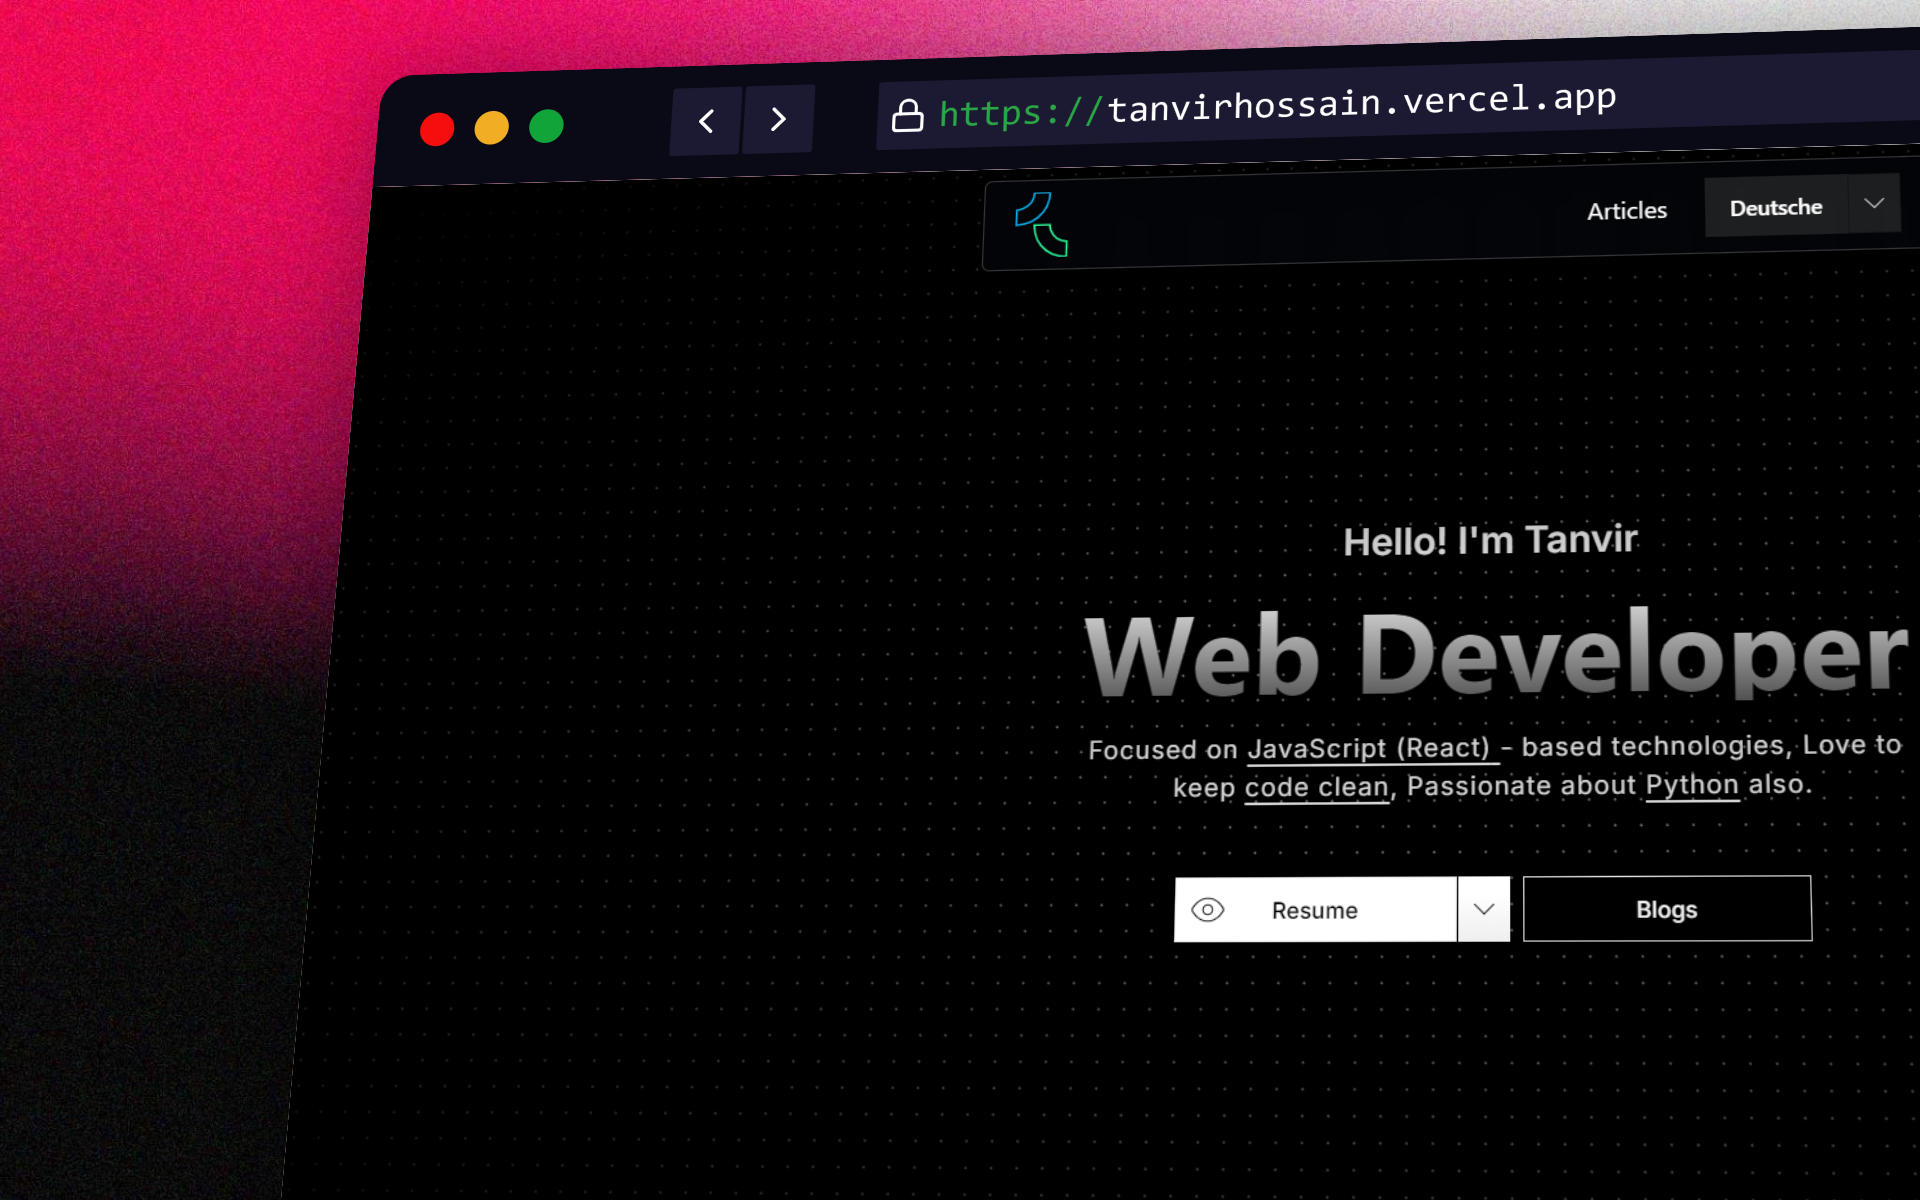 https://tanvirhossain.vercel.app
Articles
Deutsche
Hello! I'm Tanvir
Web Developer
Focused on JavaScript (React) - based technologies, Love to
keep code clean, Passionate about Python also.
Resume
Blogs